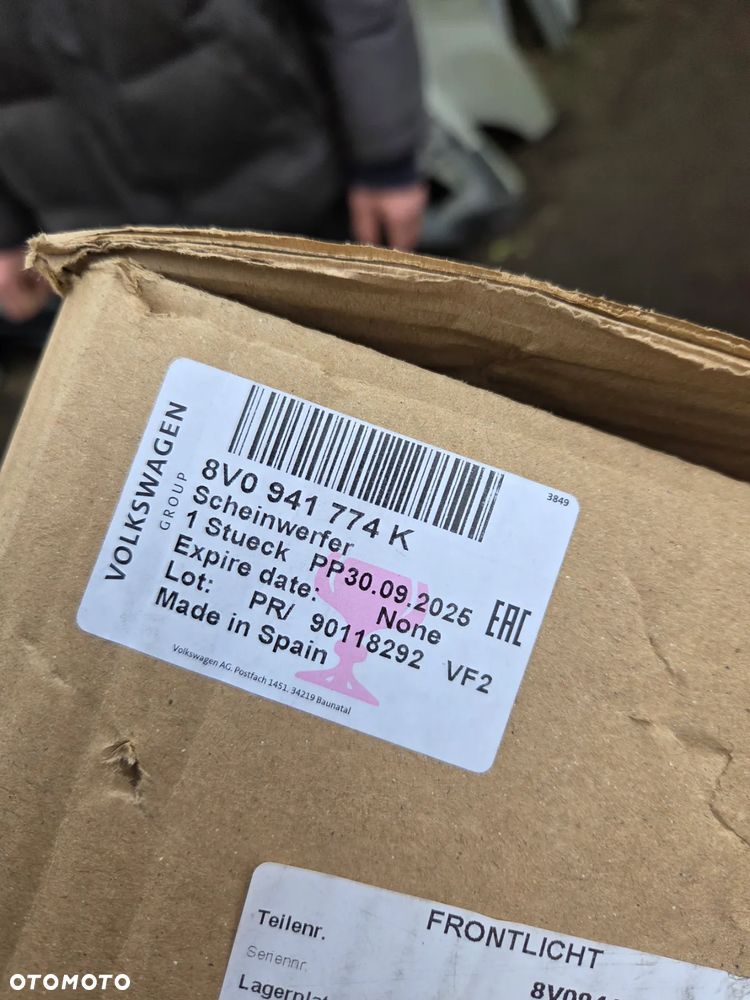 VOLKSWAGEN
GROUP
3849
8V0 941 774 K
Scheinwerfer
1 Stueck PP30.09.2025
Expire date: None
Lot: PR/ 90118292 VF2
Made in Spain
EAC
Volkswagen AG, Postfach 1451, 34219 Baunatal
Teilenr. FRONTLICHT
Seriennr.
OTOMOTO